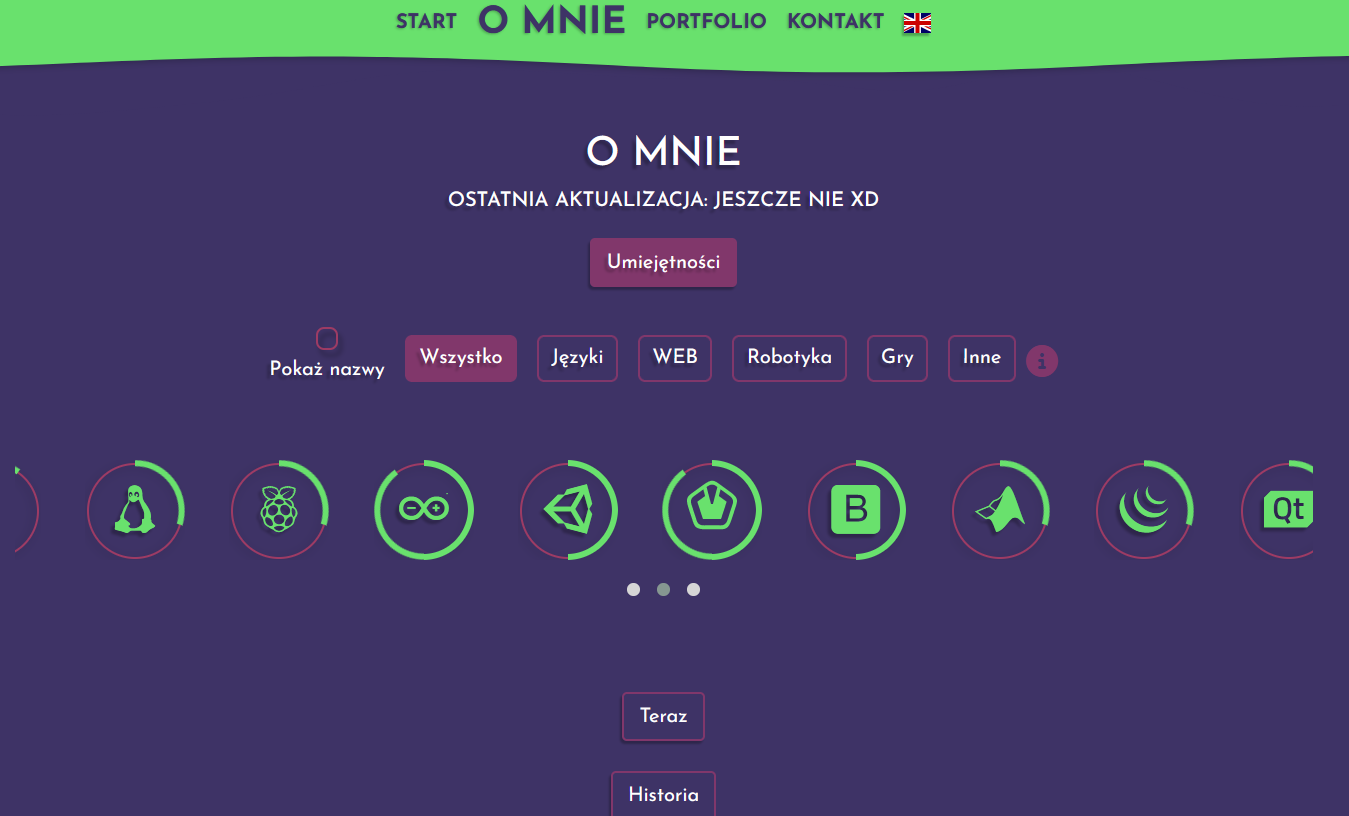 START O MNIE PORTFOLIO KONTAKT
O MNIE
OSTATNIA AKTUALIZACJA: JESZCZE NIE XD
Umiejętności
Pokaż nazwy Wszystko Języki WEB Robotyka Gry Inne i
B Qt
Teraz
Historia